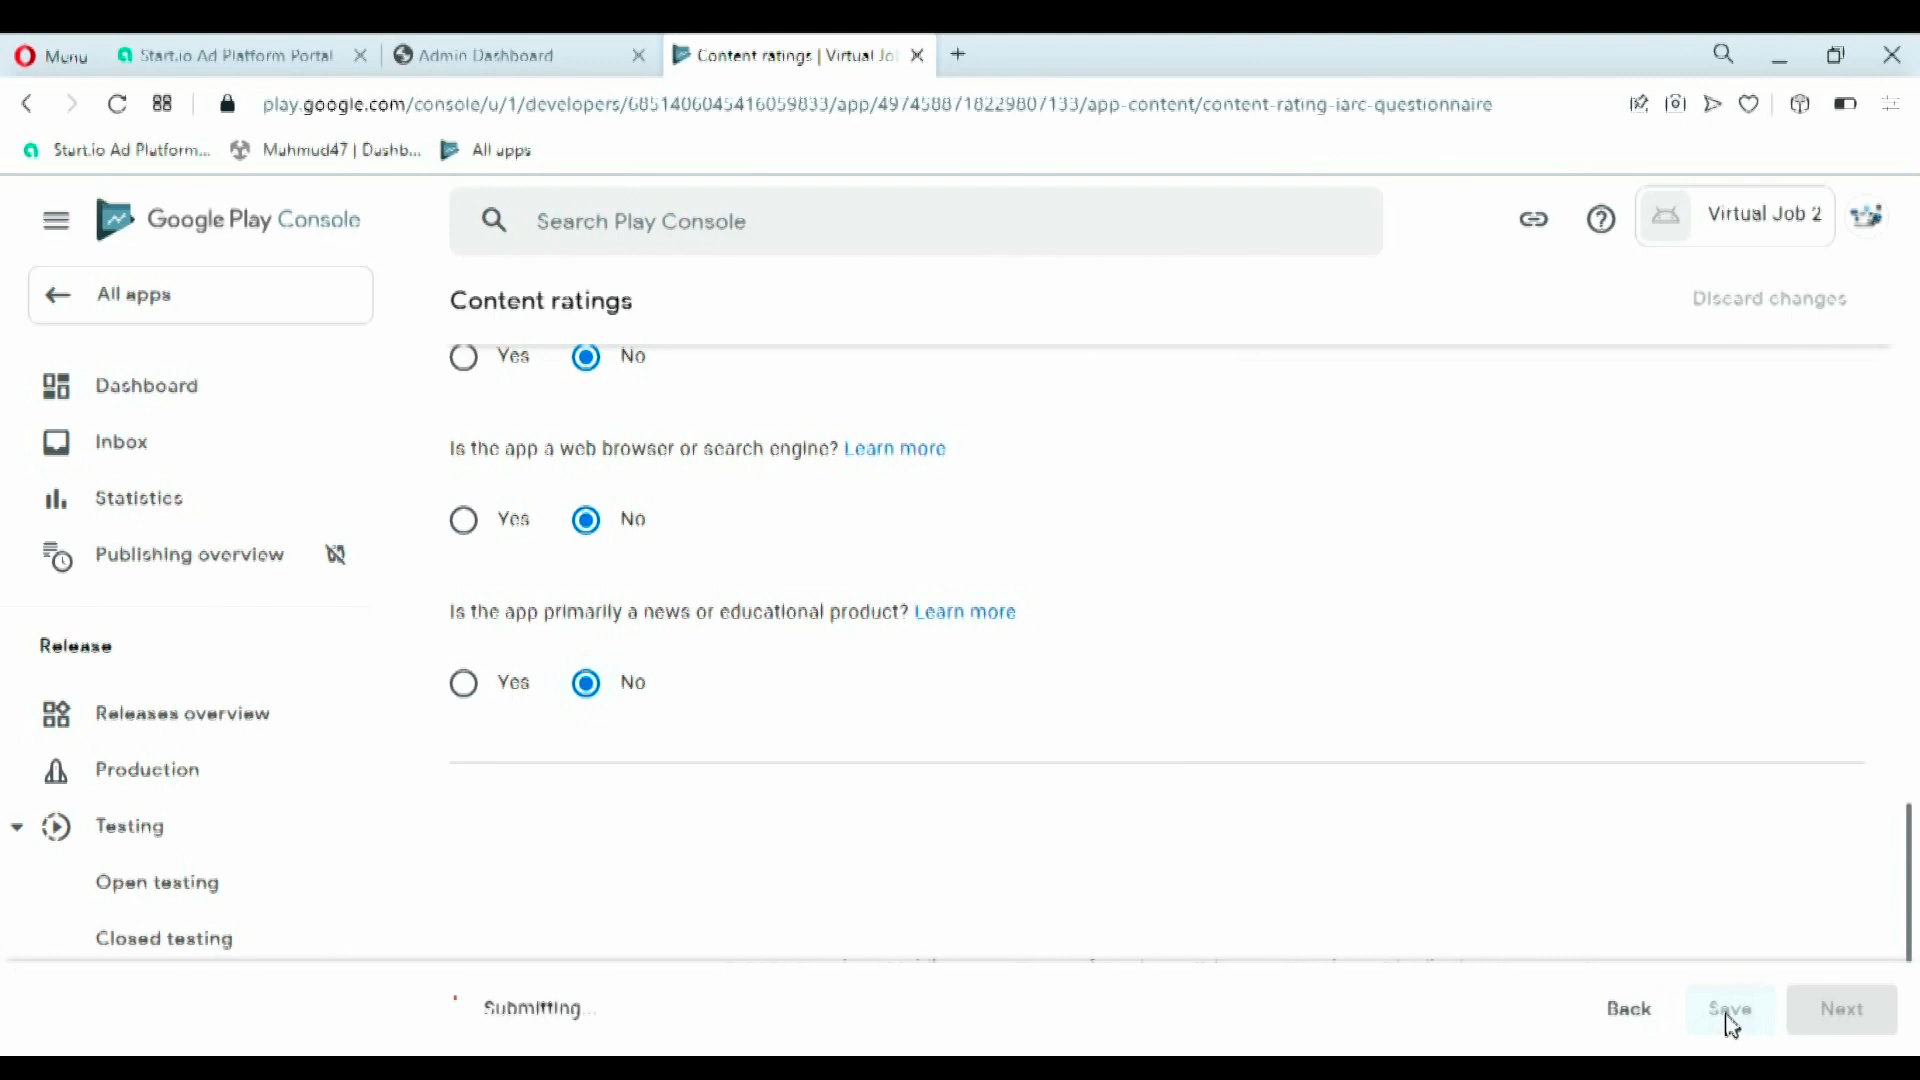 Menu
Start.io Ad Platform Portal
Admin Dashboard
Content ratings | Virtual Jo
play.google.com/console/u/1/developers/6851406045416059833/app/4974588718229807133/app-content/content-rating-iarc-questionnaire
Start.io Ad Platform...
Mahmud47 | Dashb...
All apps
Google Play Console
Search Play Console
Virtual Job 2
All apps
Content ratings
Discard changes
Yes No
Dashboard
Inbox
Is the app a web browser or search engine? Learn more
Statistics
Yes No
Publishing overview
Is the app primarily a news or educational product? Learn more
Release
Yes No
Releases overview
Production
Testing
Open testing
Closed testing
Submitting...
Back
Save
Next